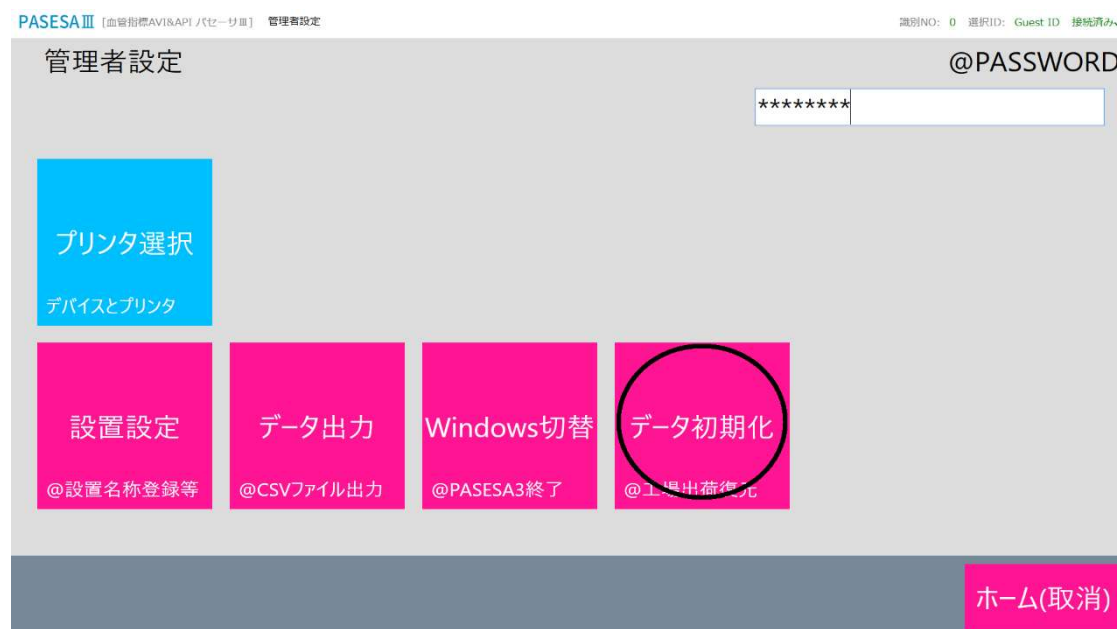 PASESAⅢ [血管指標AVI&API パセーサⅢ] 管理者設定 識別NO: 0 選択ID: Guest ID 接続済み
管理者設定 @PASSWORD
********
プリンタ選択
デバイスとプリンタ
設置設定 データ出力 Windows切替 データ初期化
@設置名称登録等 @CSVファイル出力 @PASESA3終了 @工場出荷復元
ホーム(取消)